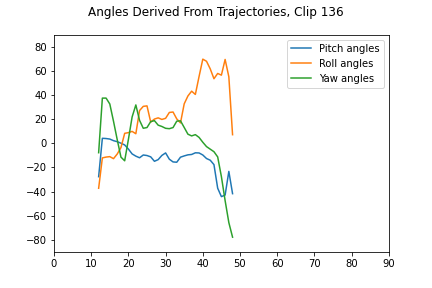 Angles Derived From Trajectories, Clip 136
Pitch angles
Roll angles
Yaw angles
80
60
40
20
0
−20
−40
−60
−80
0 10 20 30 40 50 60 70 80 90